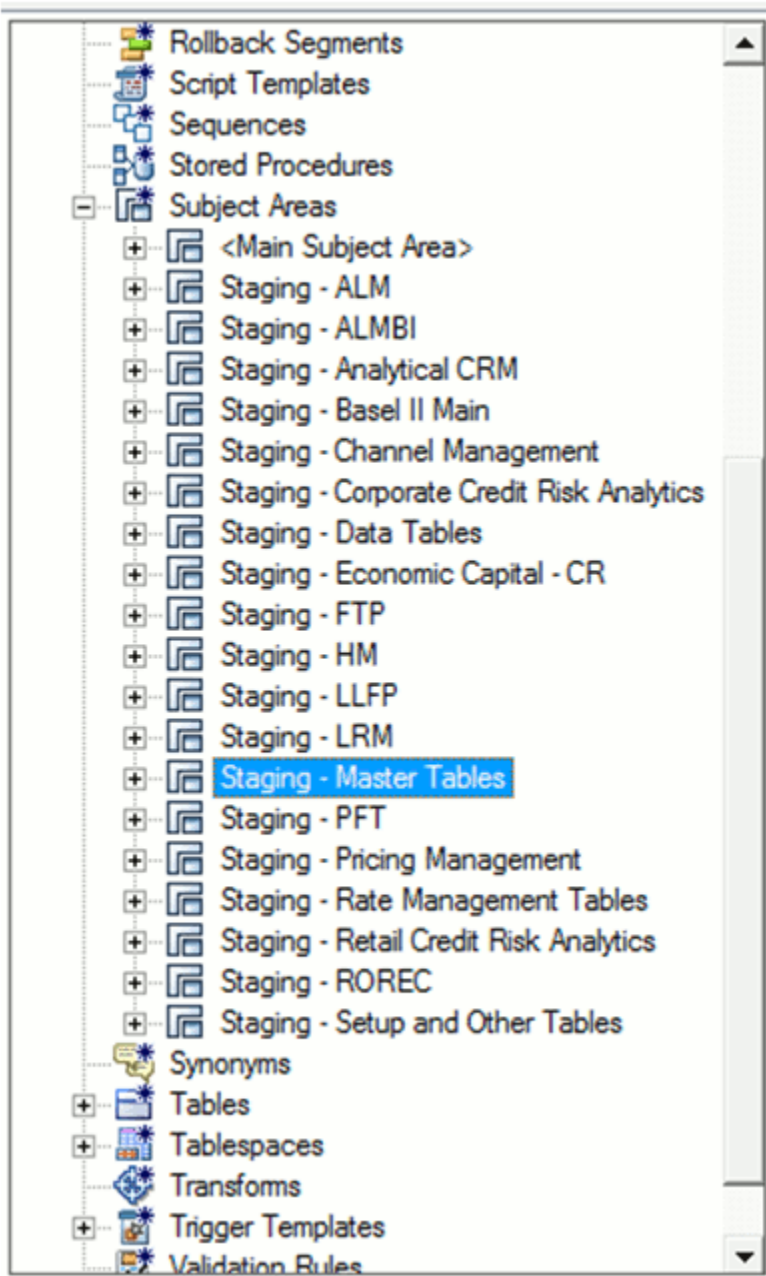 Rollback Segments
Script Templates
Sequences
Stored Procedures
Subject Areas
<Main Subject Area>
Staging - ALM
Staging - ALMBI
Staging - Analytical CRM
Staging - Basel II Main
Staging - Channel Management
Staging - Corporate Credit Risk Analytics
Staging - Data Tables
Staging - Economic Capital - CR
Staging - FTP
Staging - HM
Staging - LLFP
Staging - LRM
Staging - Master Tables
Staging - PFT
Staging - Pricing Management
Staging - Rate Management Tables
Staging - Retail Credit Risk Analytics
Staging - ROREC
Staging - Setup and Other Tables
Synonyms
Tables
Tablespaces
Transforms
Trigger Templates
Validation Rules